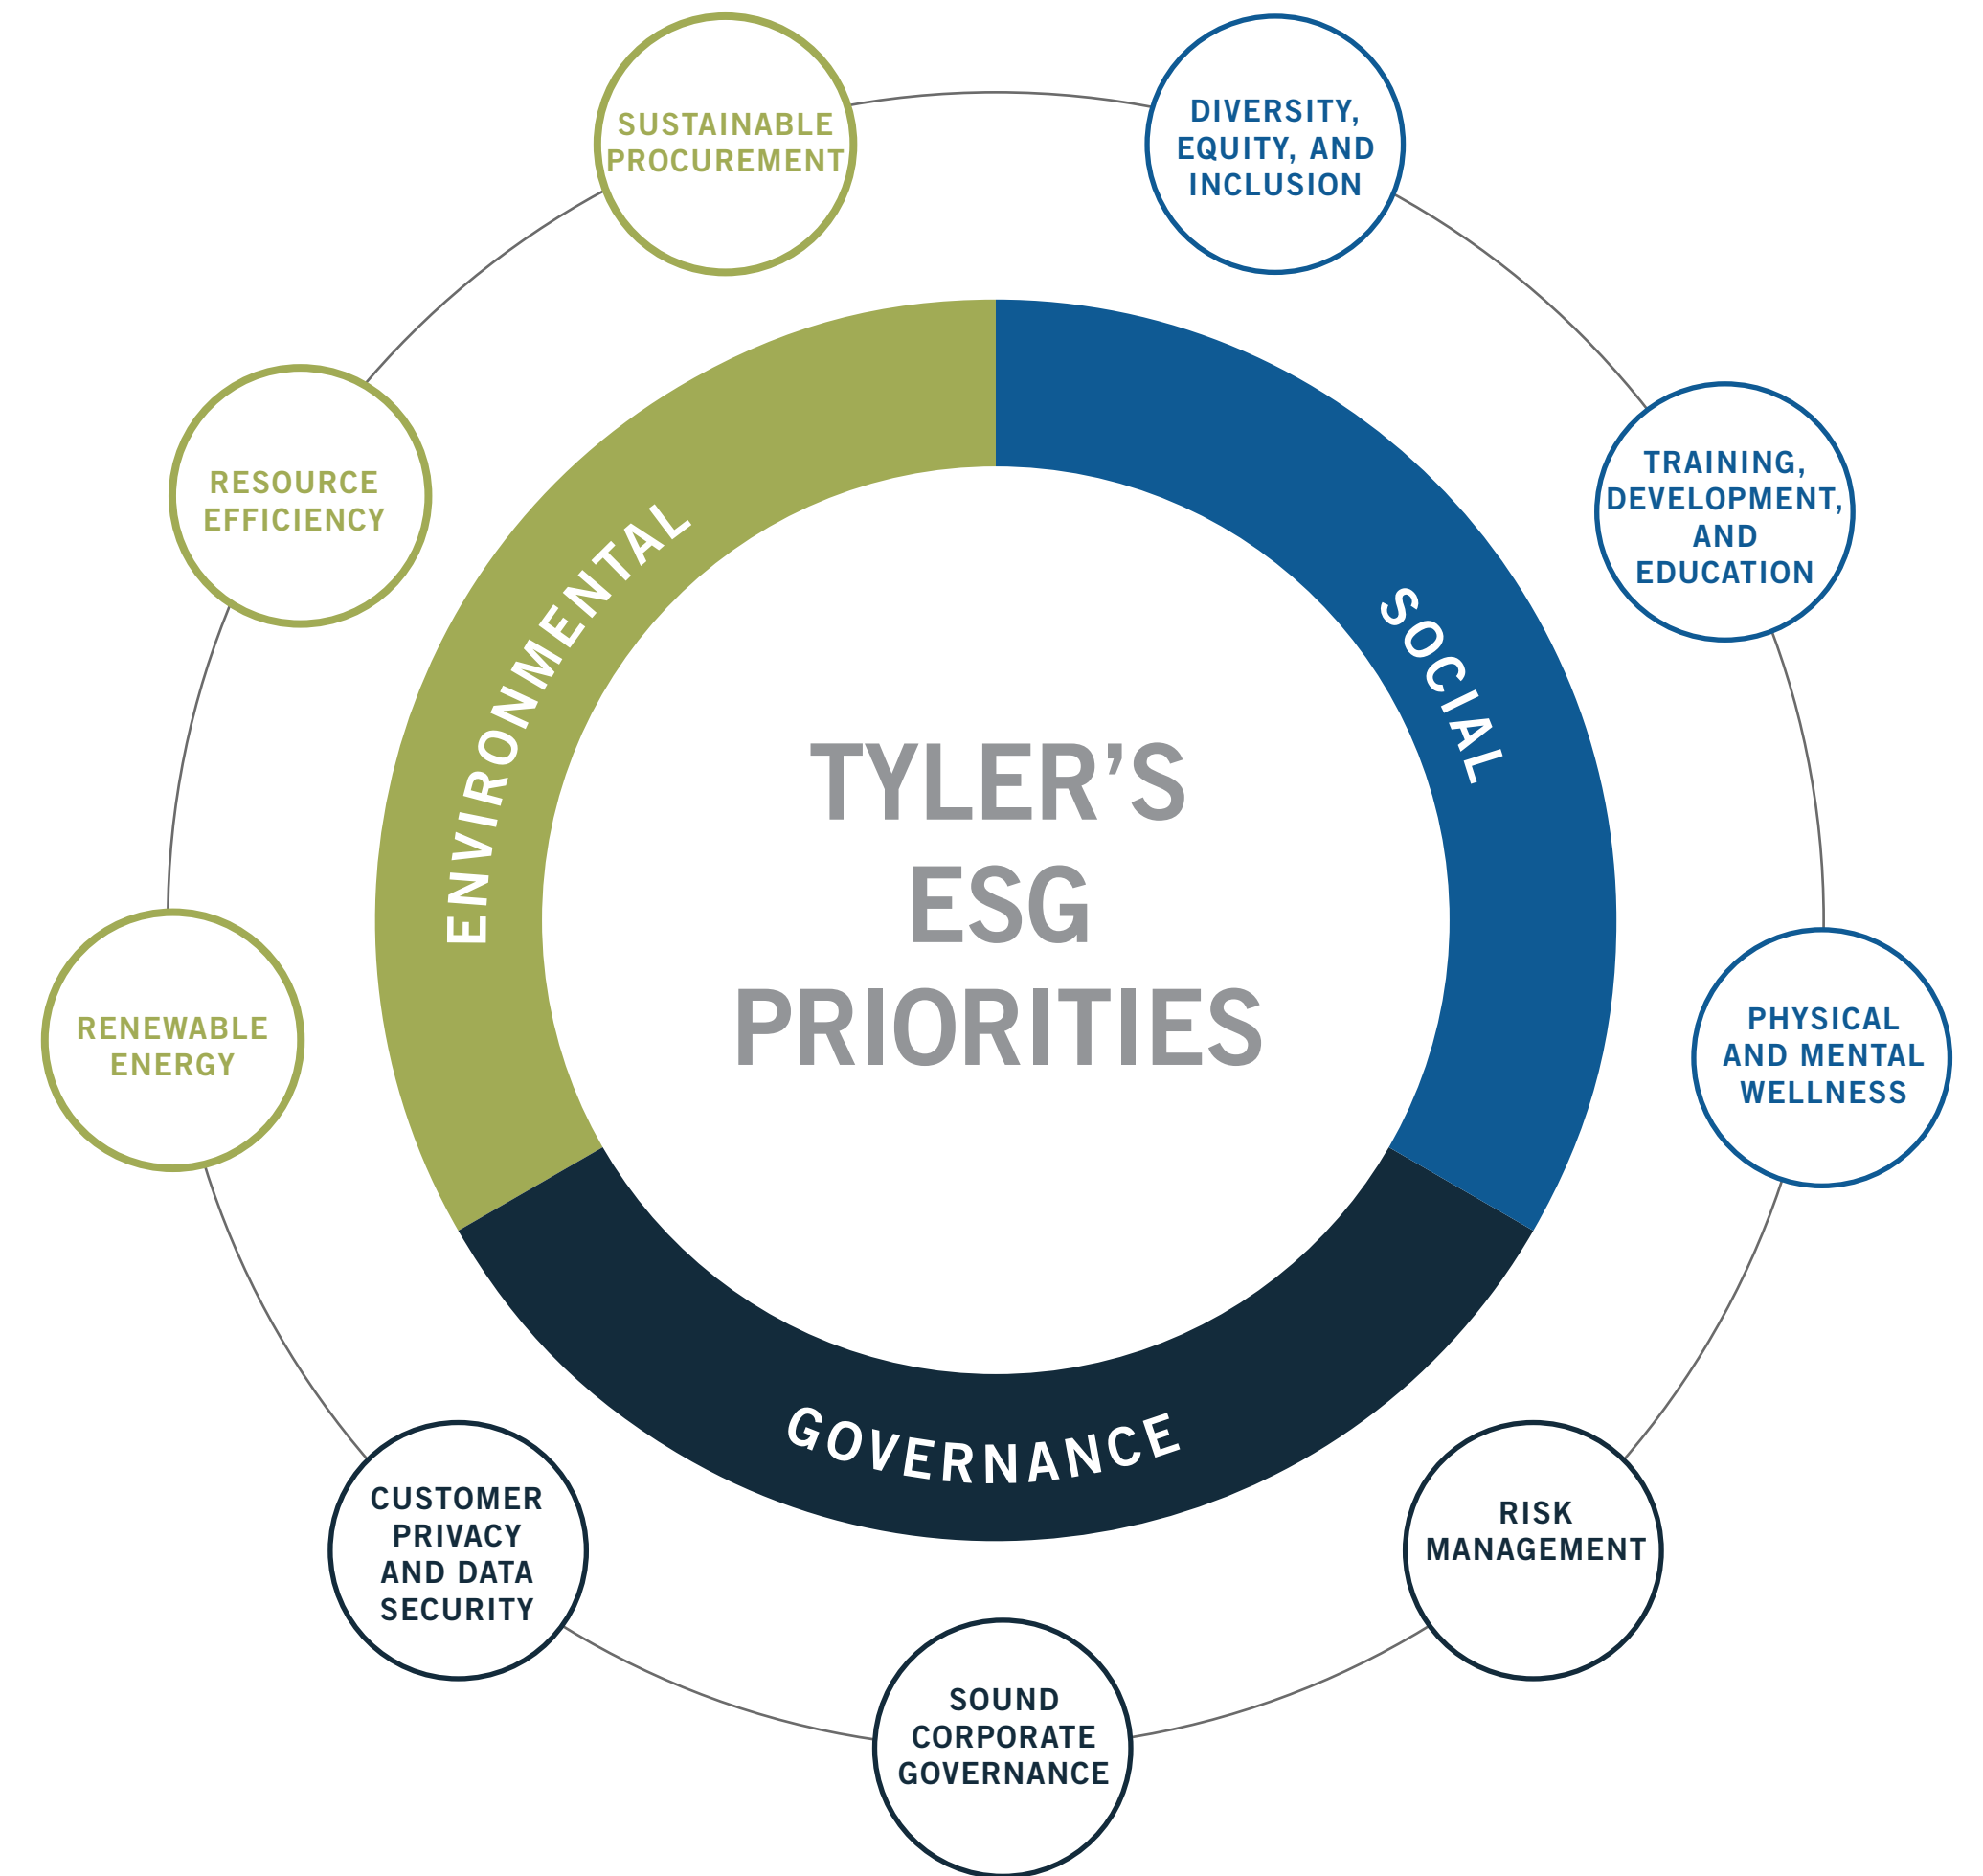 SUSTAINABLE
PROCUREMENT
DIVERSITY,
EQUITY, AND
INCLUSION
RESOURCE
EFFICIENCY
TRAINING,
DEVELOPMENT,
AND
EDUCATION
ENVIRONMENTAL
SOCIAL
TYLER’S
ESG
PRIORITIES
RENEWABLE
ENERGY
PHYSICAL
AND MENTAL
WELLNESS
GOVERNANCE
CUSTOMER
PRIVACY
AND DATA
SECURITY
RISK
MANAGEMENT
SOUND
CORPORATE
GOVERNANCE